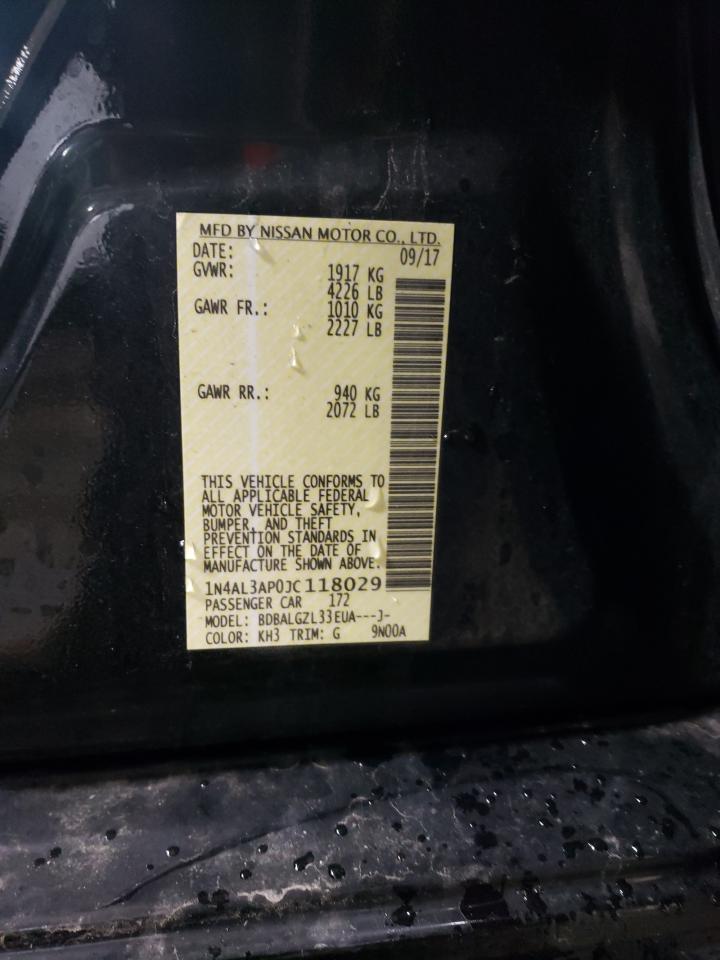 MFD BY NISSAN MOTOR CO., LTD.
DATE: 09/17
GVWR: 1917 KG
4226 LB
GAWR FR.: 1010 KG
2227 LB
GAWR RR.: 940 KG
2072 LB
THIS VEHICLE CONFORMS TO
ALL APPLICABLE FEDERAL
MOTOR VEHICLE SAFETY,
BUMPER, AND THEFT
PREVENTION STANDARDS IN
EFFECT ON THE DATE OF
MANUFACTURE SHOWN ABOVE.
1N4AL3AP0JC118029
PASSENGER CAR 172
MODEL: BDBALGZL33EUA---J-
COLOR: KH3 TRIM: G 9N00A